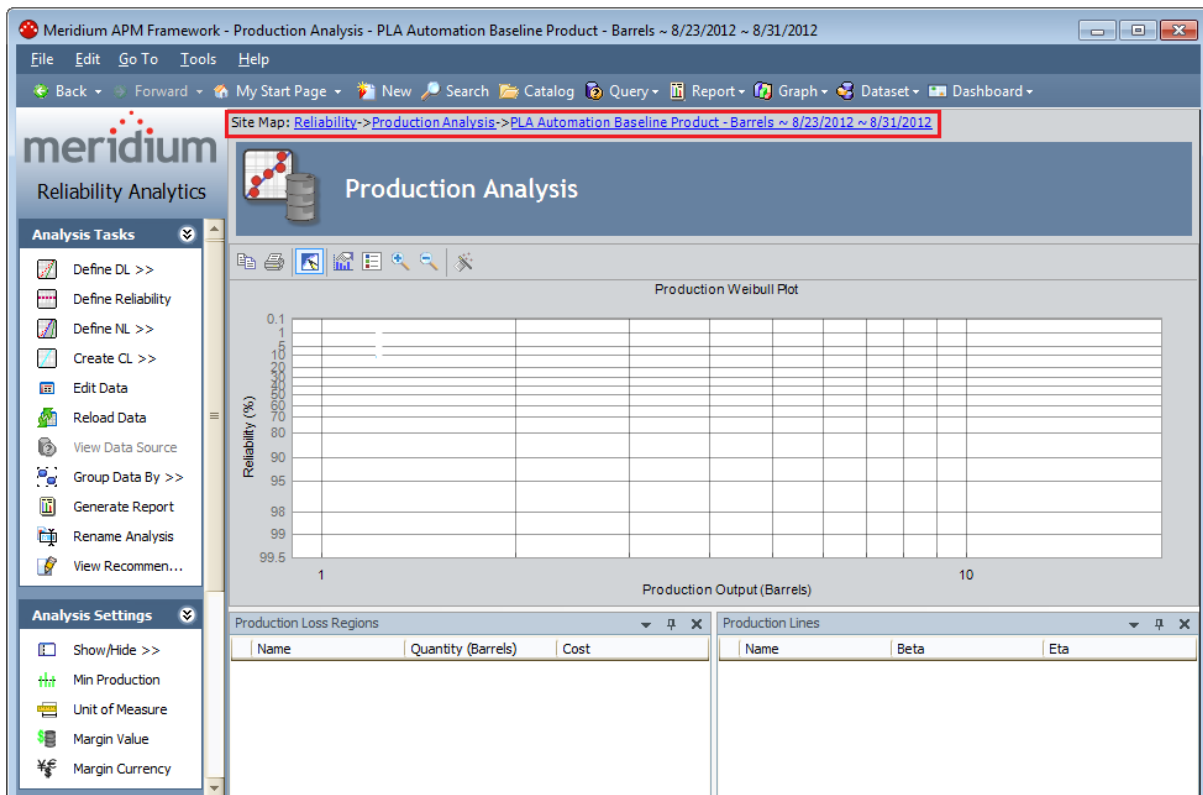 Meridium APM Framework - Production Analysis - PLA Automation Baseline Product - Barrels ~ 8/23/2012 ~ 8/31/2012
File Edit Go To Tools Help
Back Forward My Start Page New Search Catalog Query Report Graph Dataset Dashboard
Site Map: Reliability->Production Analysis->PLA Automation Baseline Product - Barrels ~ 8/23/2012 ~ 8/31/2012
meridium
Reliability Analytics
Production Analysis
Analysis Tasks
Define DL >>
Define Reliability
Define NL >>
Create CL >>
Edit Data
Reload Data
View Data Source
Group Data By >>
Generate Report
Rename Analysis
View Recommen...
Analysis Settings
Show/Hide >>
Min Production
Unit of Measure
Margin Value
Margin Currency
Production Weibull Plot
Reliability (%)
0.1
1
5
10
20
30
40
50
60
70
80
90
95
98
99
99.5
1 10
Production Output (Barrels)
Production Loss Regions
Name Quantity (Barrels) Cost
Production Lines
Name Beta Eta